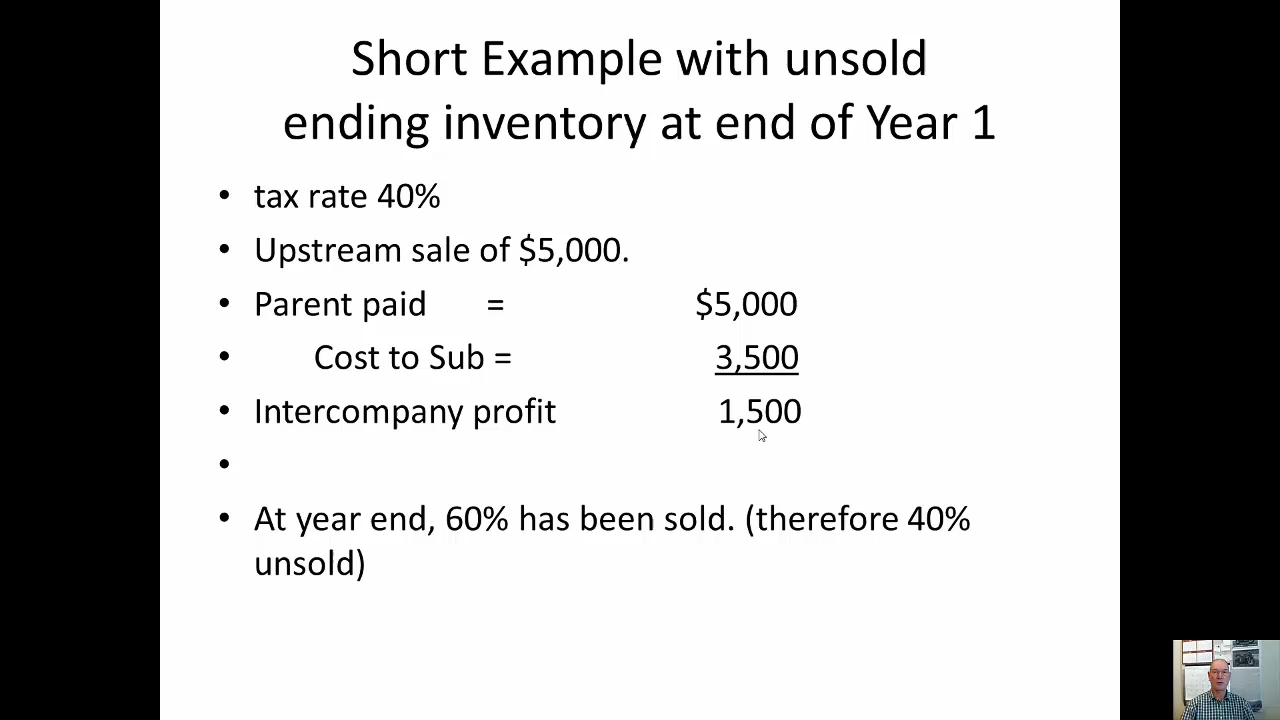 Short Example with unsold
ending inventory at end of Year 1
• tax rate 40%
• Upstream sale of $5,000.
• Parent paid = $5,000
• Cost to Sub = 3,500
• Intercompany profit 1,500
•
• At year end, 60% has been sold. (therefore 40%
unsold)